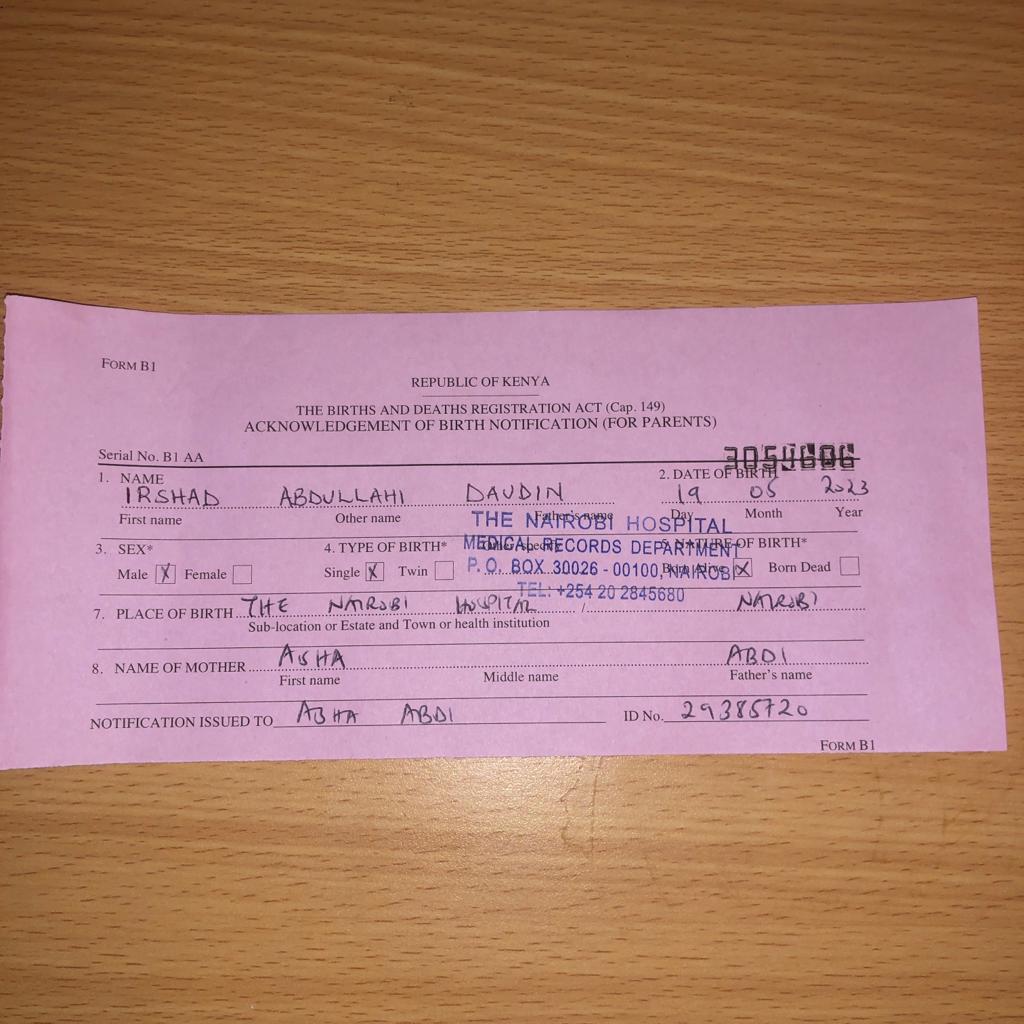 FORM B1
REPUBLIC OF KENYA
THE BIRTHS AND DEATHS REGISTRATION ACT (Cap. 149)
ACKNOWLEDGEMENT OF BIRTH NOTIFICATION (FOR PARENTS)
Serial No. B1 AA
1. NAME 2. DATE OF BIRTH
IRSHAD ABDULLAHI DAUDIN 19 05 2023
First name Other name Father's name Day Month Year
THE NAIROBI HOSPITAL
3. SEX* 4. TYPE OF BIRTH* NATURE OF BIRTH*
MEDICAL RECORDS DEPARTMENT
Male X Female Single X Twin Born Alive X Born Dead
P. O. BOX 30026 - 00100, NAIROBI
TEL: +254 20 2845680
7. PLACE OF BIRTH THE NAIROBI HOSPITAL / NAIROBI
Sub-location or Estate and Town or health institution
8. NAME OF MOTHER ASHA ABDI
First name Middle name Father's name
NOTIFICATION ISSUED TO ASHA ABDI ID No. 29385720
FORM B1